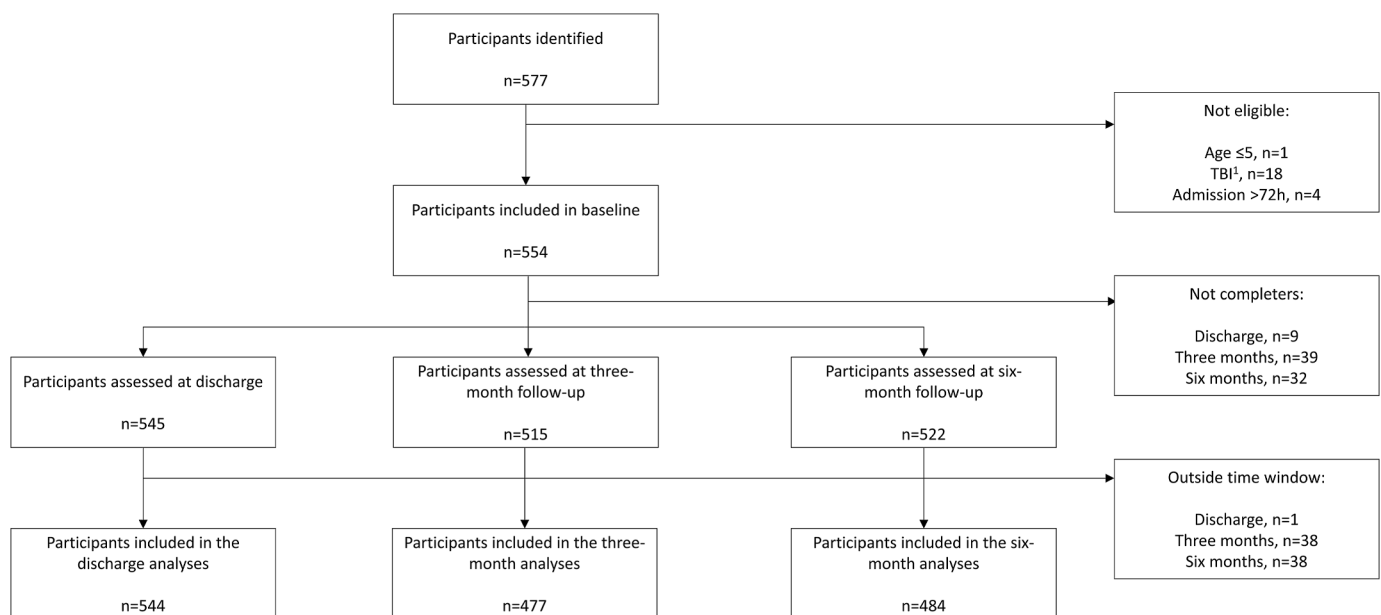 Participants identified
n=577
Not eligible:
Age ≤5, n=1
TBI¹, n=18
Admission >72h, n=4
Participants included in baseline
n=554
Not completers:
Discharge, n=9
Three months, n=39
Six months, n=32
Participants assessed at discharge
n=545
Participants assessed at three-
month follow-up
n=515
Participants assessed at six-
month follow-up
n=522
Outside time window:
Discharge, n=1
Three months, n=38
Six months, n=38
Participants included in the
discharge analyses
n=544
Participants included in the three-
month analyses
n=477
Participants included in the six-
month analyses
n=484